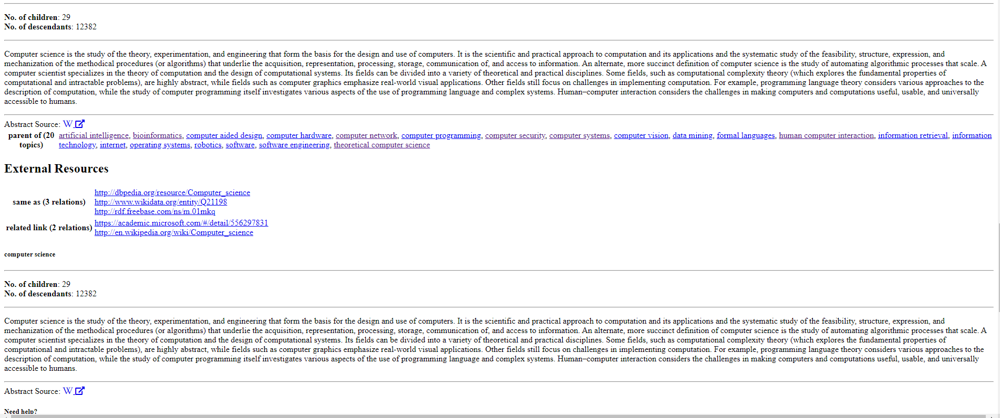 No. of children: 29
No. of descendants: 12382
Computer science is the study of the theory, experimentation, and engineering that form the basis for the design and use of computers. It is the scientific and practical approach to computation and its applications and the systematic study of the feasibility, structure, expression, and
mechanization of the methodical procedures (or algorithms) that underlie the acquisition, representation, processing, storage, communication of, and access to information. An alternate, more succinct definition of computer science is the study of automating algorithmic processes that scale. A
computer scientist specializes in the theory of computation and the design of computational systems. Its fields can be divided into a variety of theoretical and practical disciplines. Some fields, such as computational complexity theory (which explores the fundamental properties of
computational and intractable problems), are highly abstract, while fields such as computer graphics emphasize real-world visual applications. Other fields still focus on challenges in implementing computation. For example, programming language theory considers various approaches to the
description of computation, while the study of computer programming itself investigates various aspects of the use of programming language and complex systems. Human–computer interaction considers the challenges in making computers and computations useful, usable, and universally
accessible to humans.
Abstract Source: W
parent of (20 topics)
artificial intelligence, bioinformatics, computer aided design, computer hardware, computer network, computer programming, computer security, computer systems, computer vision, data mining, formal languages, human computer interaction, information retrieval, information
technology, internet, operating systems, robotics, software, software engineering, theoretical computer science
External Resources
same as (3 relations)
http://dbpedia.org/resource/Computer_science
http://www.wikidata.org/entity/Q21198
http://rdf.freebase.com/ns/m.01mkq
related link (2 relations)
https://academic.microsoft.com/#/detail/556297831
http://en.wikipedia.org/wiki/Computer_science
computer science
No. of children: 29
No. of descendants: 12382
Computer science is the study of the theory, experimentation, and engineering that form the basis for the design and use of computers. It is the scientific and practical approach to computation and its applications and the systematic study of the feasibility, structure, expression, and
mechanization of the methodical procedures (or algorithms) that underlie the acquisition, representation, processing, storage, communication of, and access to information. An alternate, more succinct definition of computer science is the study of automating algorithmic processes that scale. A
computer scientist specializes in the theory of computation and the design of computational systems. Its fields can be divided into a variety of theoretical and practical disciplines. Some fields, such as computational complexity theory (which explores the fundamental properties of
computational and intractable problems), are highly abstract, while fields such as computer graphics emphasize real-world visual applications. Other fields still focus on challenges in implementing computation. For example, programming language theory considers various approaches to the
description of computation, while the study of computer programming itself investigates various aspects of the use of programming language and complex systems. Human–computer interaction considers the challenges in making computers and computations useful, usable, and universally
accessible to humans.
Abstract Source: W
Need help?